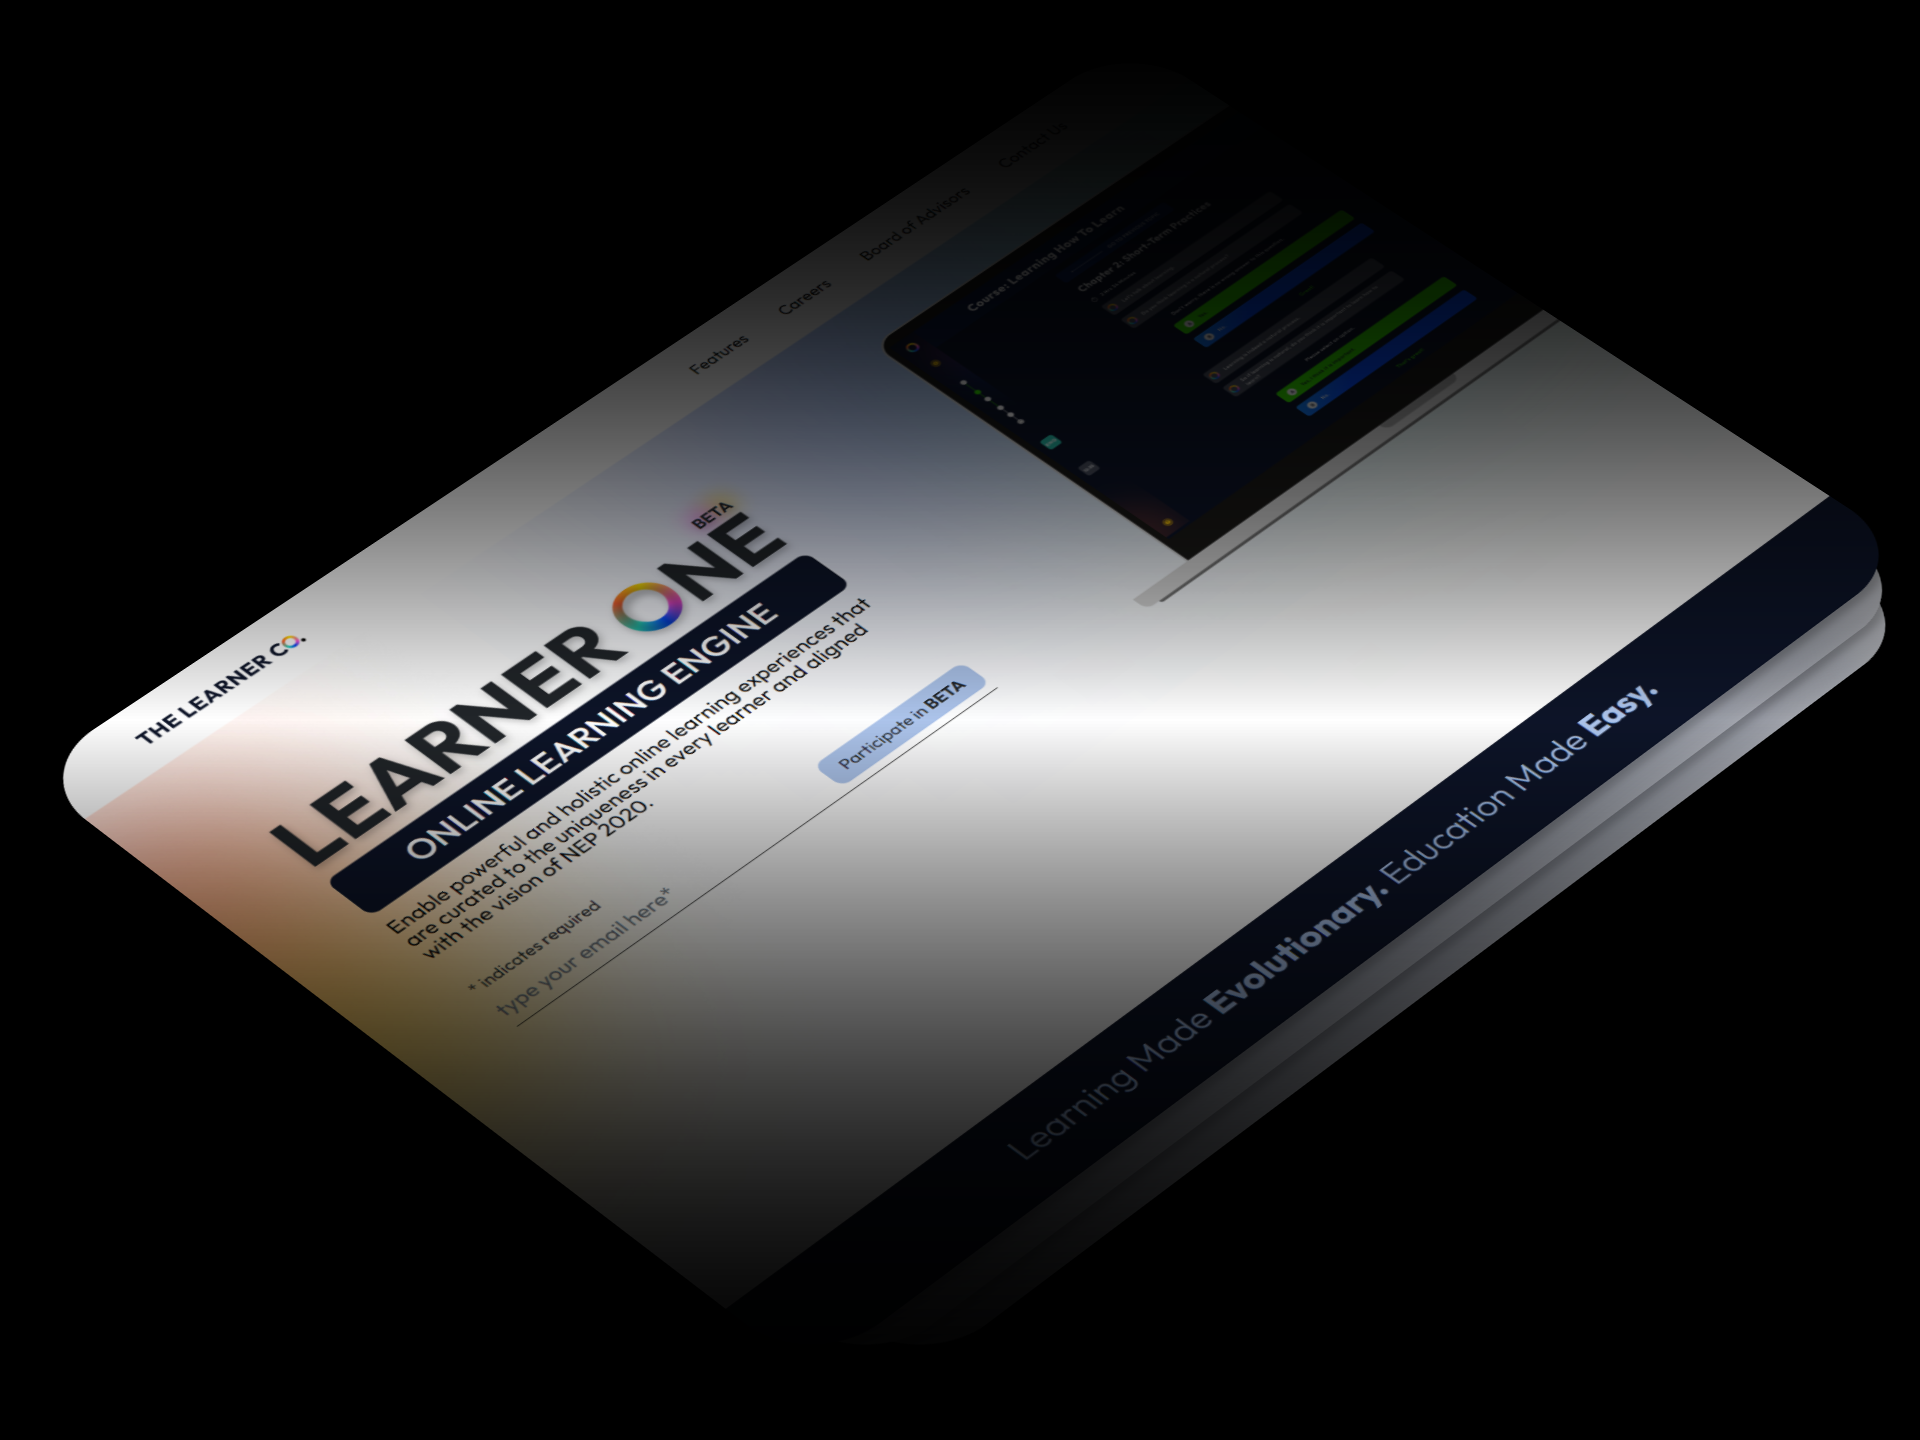 THE LEARNER CO.
Features
Careers
Board of Advisors
Contact Us
BETA
LEARNER ONE
ONLINE LEARNING ENGINE
Enable powerful and holistic online learning experiences that
are curated to the uniqueness in every learner and aligned
with the vision of NEP 2020.
* indicates required
type your email here*
Participate in BETA
Course: Learning How To Learn
Chapter 2: Short-Term Practices
Learning Made Evolutionary. Education Made Easy.